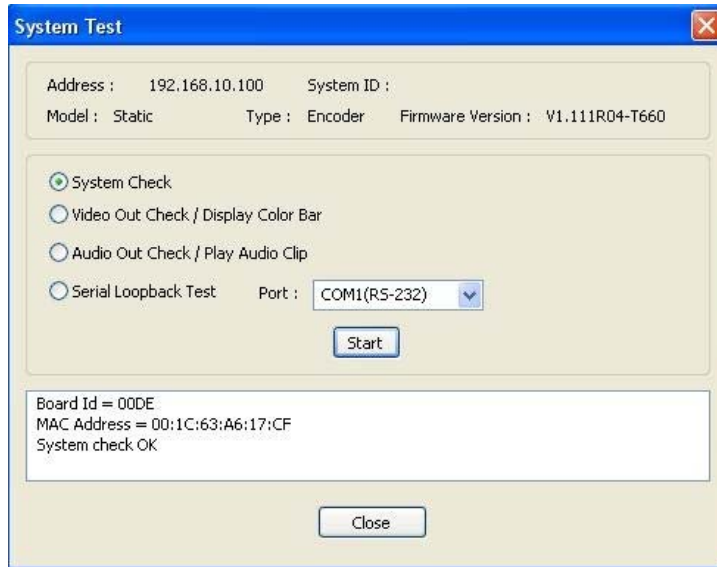 System Test
Address : 192.168.10.100 System ID :
Model : Static Type : Encoder Firmware Version : V1.111R04-T660
System Check
Video Out Check / Display Color Bar
Audio Out Check / Play Audio Clip
Serial Loopback Test Port : COM1(RS-232)
Start
Board Id = 00DE
MAC Address = 00:1C:63:A6:17:CF
System check OK
Close